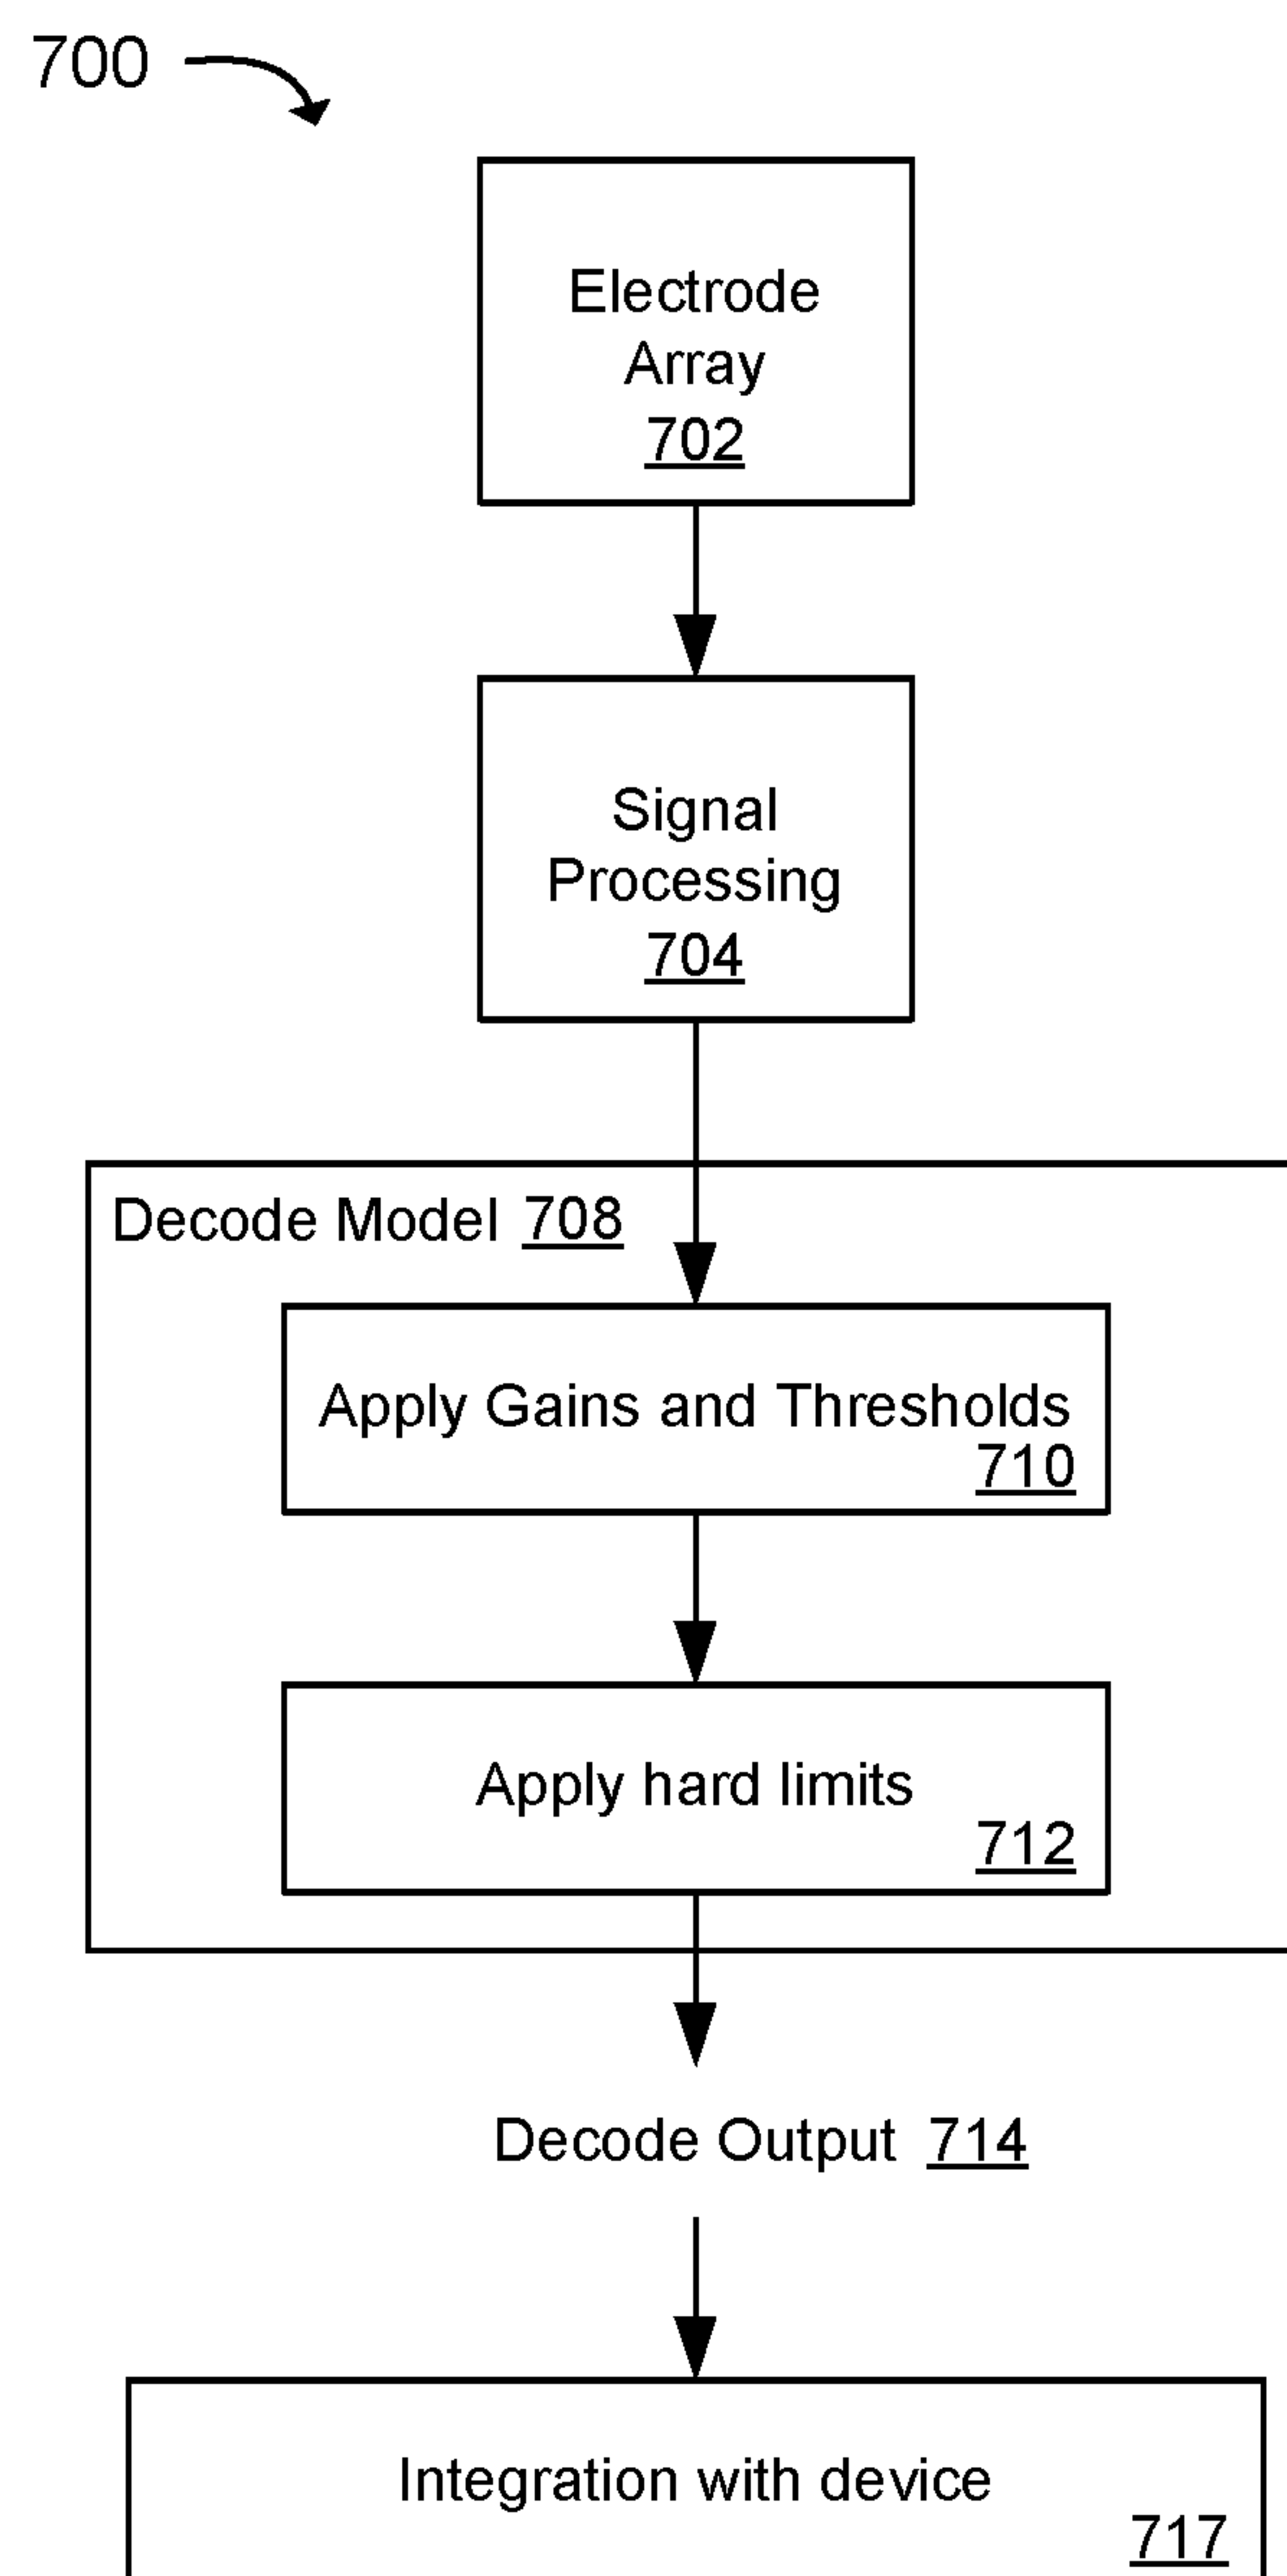 700
Electrode
Array
702
Signal
Processing
704
Decode Model 708
Apply Gains and Thresholds
710
Apply hard limits
712
Decode Output 714
Integration with device
717